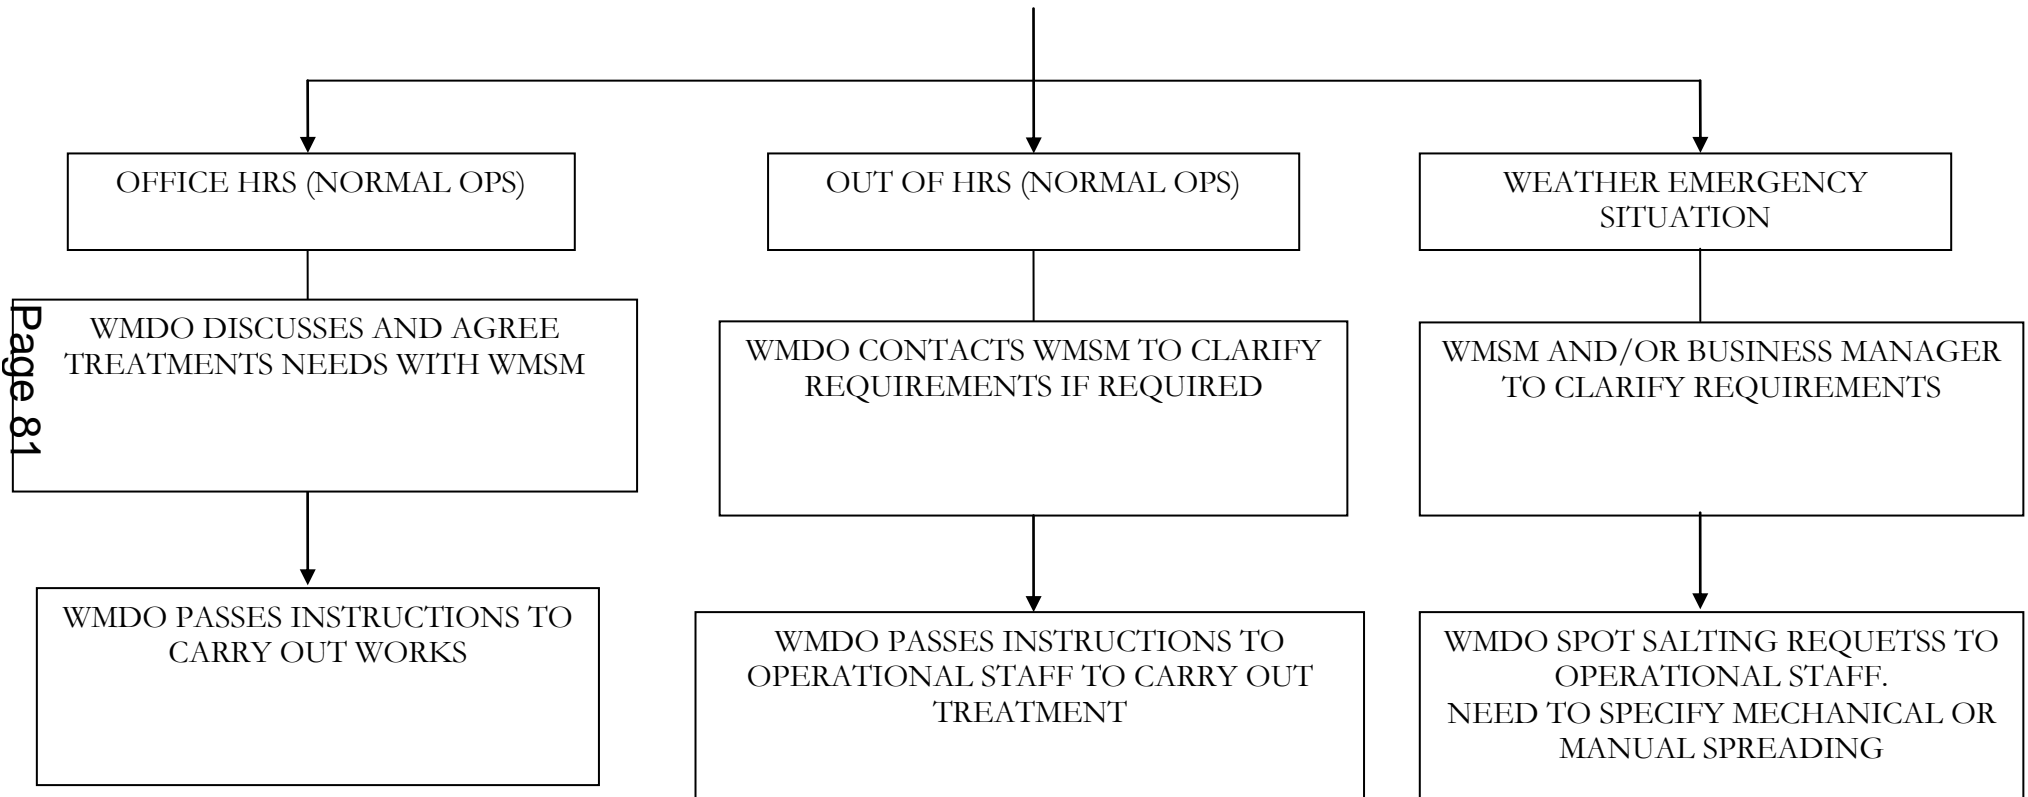 OFFICE HRS (NORMAL OPS)
OUT OF HRS (NORMAL OPS)
WEATHER EMERGENCY
SITUATION
Page 81
WMDO DISCUSSES AND AGREE
TREATMENTS NEEDS WITH WMSM
WMDO CONTACTS WMSM TO CLARIFY
REQUIREMENTS IF REQUIRED
WMSM AND/OR BUSINESS MANAGER
TO CLARIFY REQUIREMENTS
WMDO PASSES INSTRUCTIONS TO
CARRY OUT WORKS
WMDO PASSES INSTRUCTIONS TO
OPERATIONAL STAFF TO CARRY OUT
TREATMENT
WMDO SPOT SALTING REQUETSS TO
OPERATIONAL STAFF.
NEED TO SPECIFY MECHANICAL OR
MANUAL SPREADING